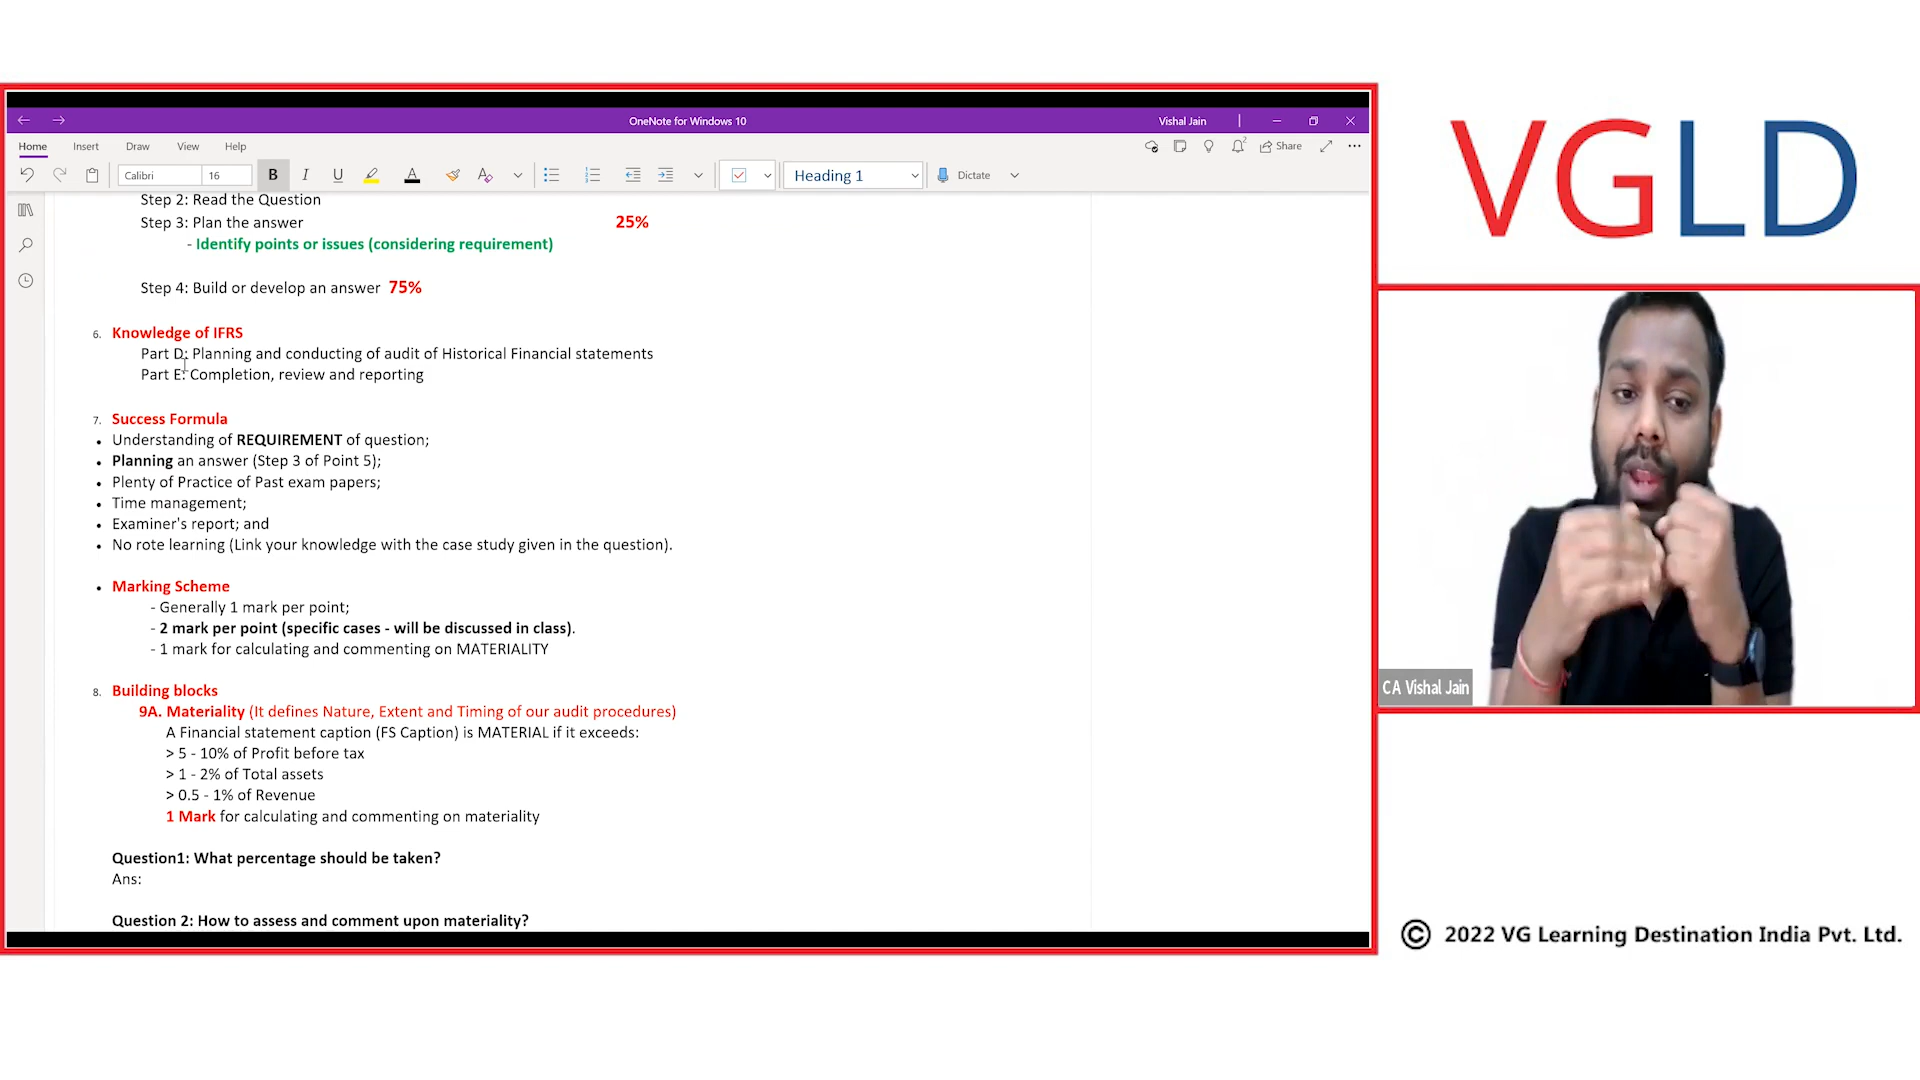 OneNote for Windows 10
Vishal Jain
Home Insert Draw View Help
Share
Calibri 16 B I U A Heading 1 Dictate
Step 2: Read the Question
Step 3: Plan the answer 25%
- Identify points or issues (considering requirement)
Step 4: Build or develop an answer 75%
6. Knowledge of IFRS
Part D: Planning and conducting of audit of Historical Financial statements
Part E: Completion, review and reporting
7. Success Formula
• Understanding of REQUIREMENT of question;
• Planning an answer (Step 3 of Point 5);
• Plenty of Practice of Past exam papers;
• Time management;
• Examiner's report; and
• No rote learning (Link your knowledge with the case study given in the question).
• Marking Scheme
- Generally 1 mark per point;
- 2 mark per point (specific cases - will be discussed in class).
- 1 mark for calculating and commenting on MATERIALITY
8. Building blocks
9A. Materiality (It defines Nature, Extent and Timing of our audit procedures)
A Financial statement caption (FS Caption) is MATERIAL if it exceeds:
> 5 - 10% of Profit before tax
> 1 - 2% of Total assets
> 0.5 - 1% of Revenue
1 Mark for calculating and commenting on materiality
Question1: What percentage should be taken?
Ans:
Question 2: How to assess and comment upon materiality?
VGLD
CA Vishal Jain
© 2022 VG Learning Destination India Pvt. Ltd.